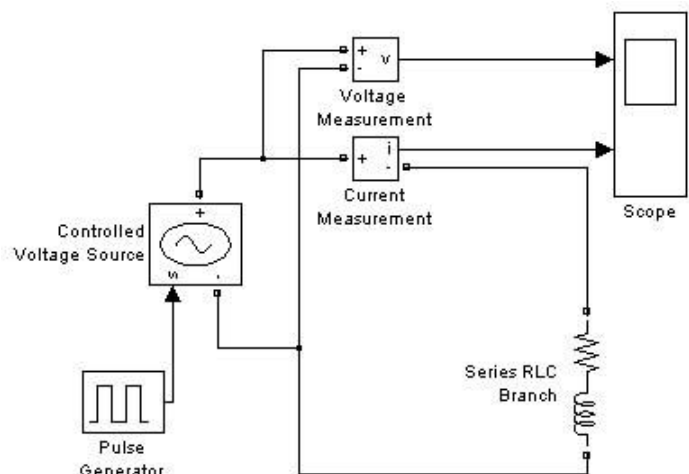 +
-
v
Voltage
Measurement
+
i
-
Current
Measurement
Scope
Controlled
Voltage Source
+
s
-
Series RLC
Branch
Pulse
Generator